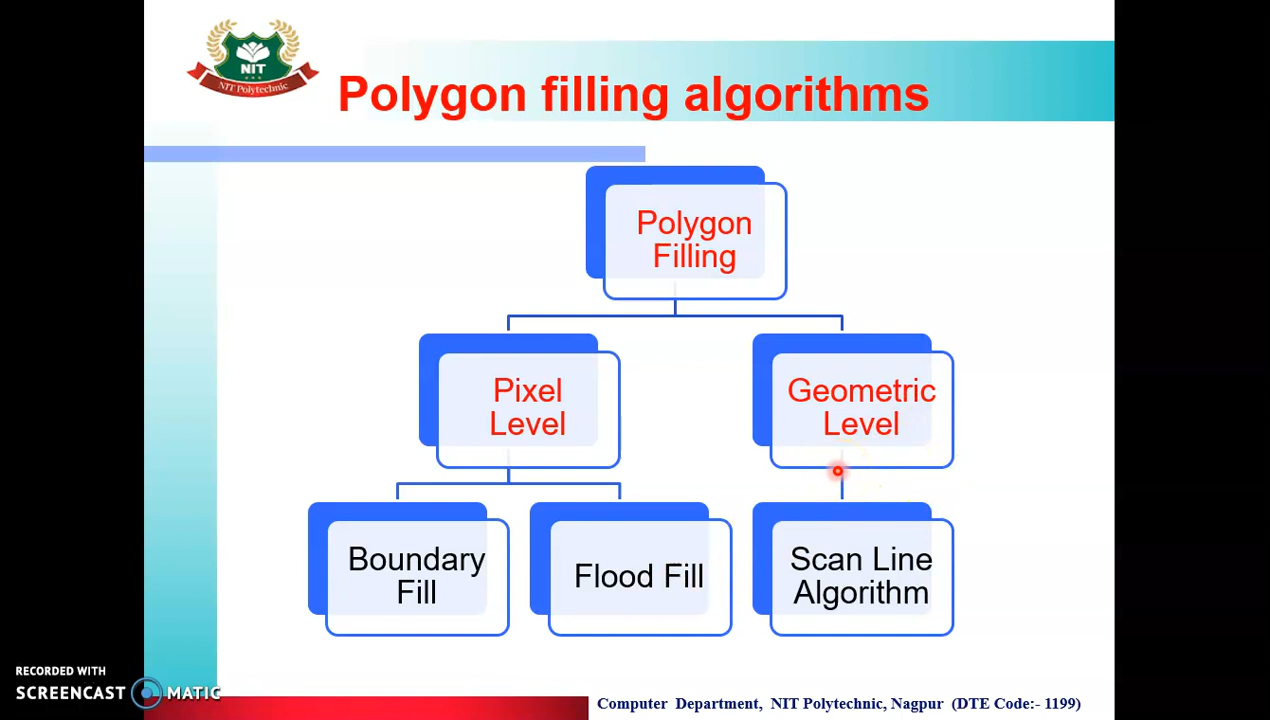 NIT
NIT Polytechnic
Polygon filling algorithms
Polygon
Filling
Pixel
Level
Geometric
Level
Boundary
Fill
Flood Fill
Scan Line
Algorithm
RECORDED WITH
SCREENCAST MATIC
Computer Department, NIT Polytechnic, Nagpur (DTE Code:- 1199)